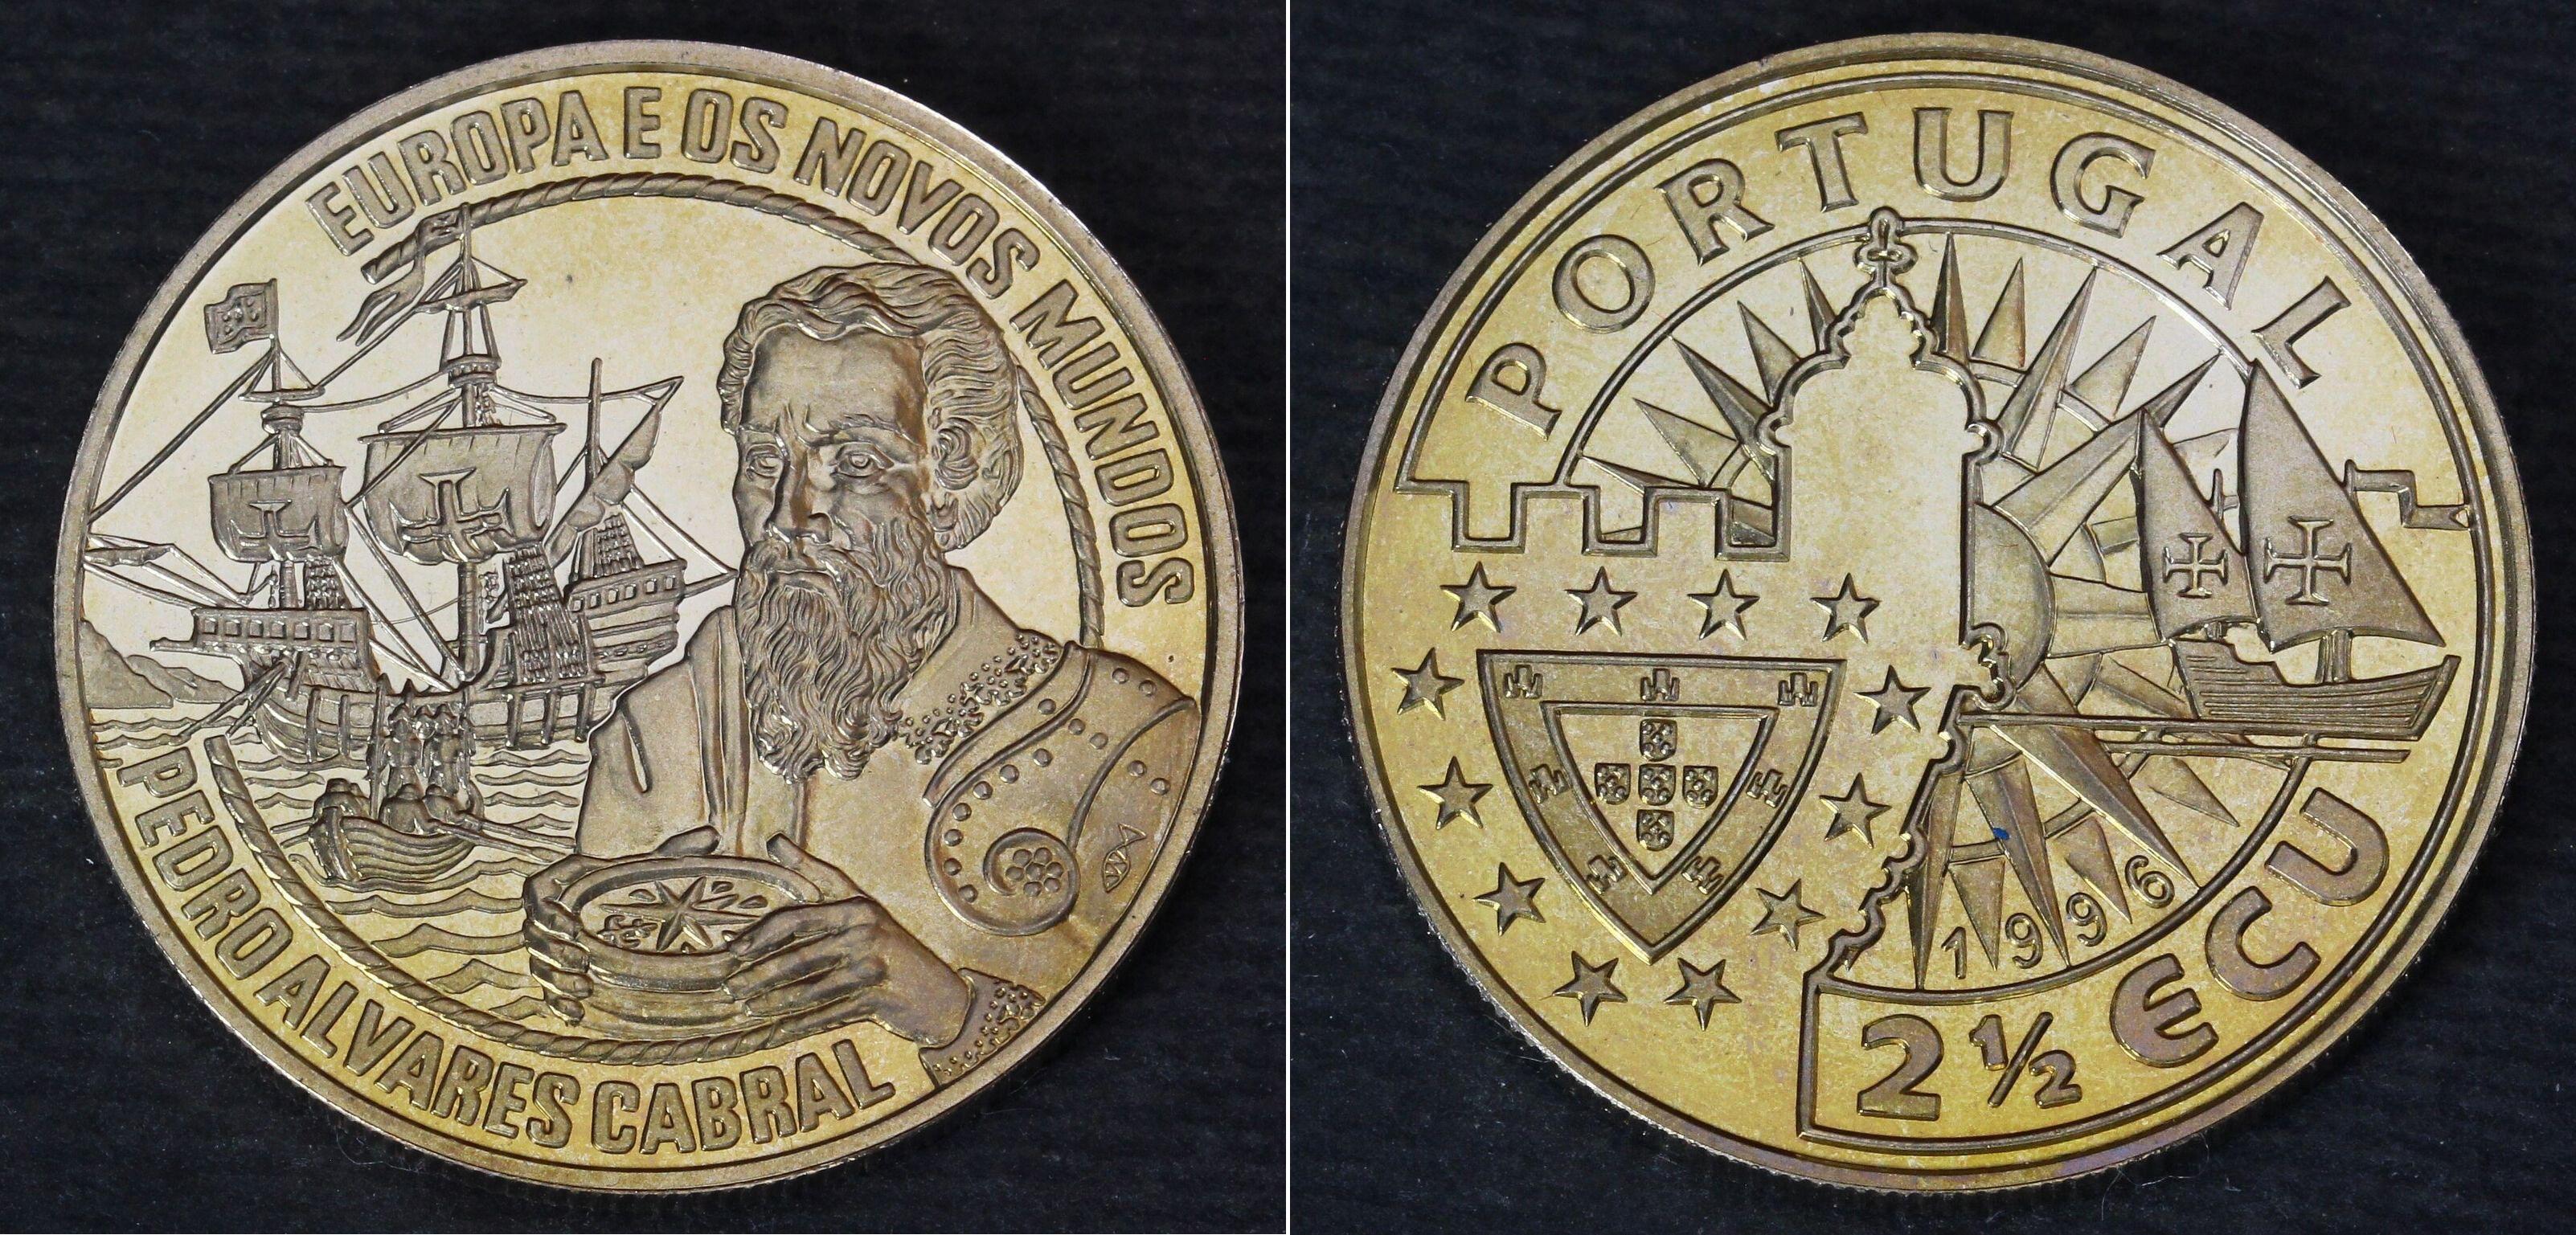 EUROPA E OS NOVOS MUNDOS
PEDRO ALVARES CABRAL
PORTUGAL
1996
2 ½ ECU